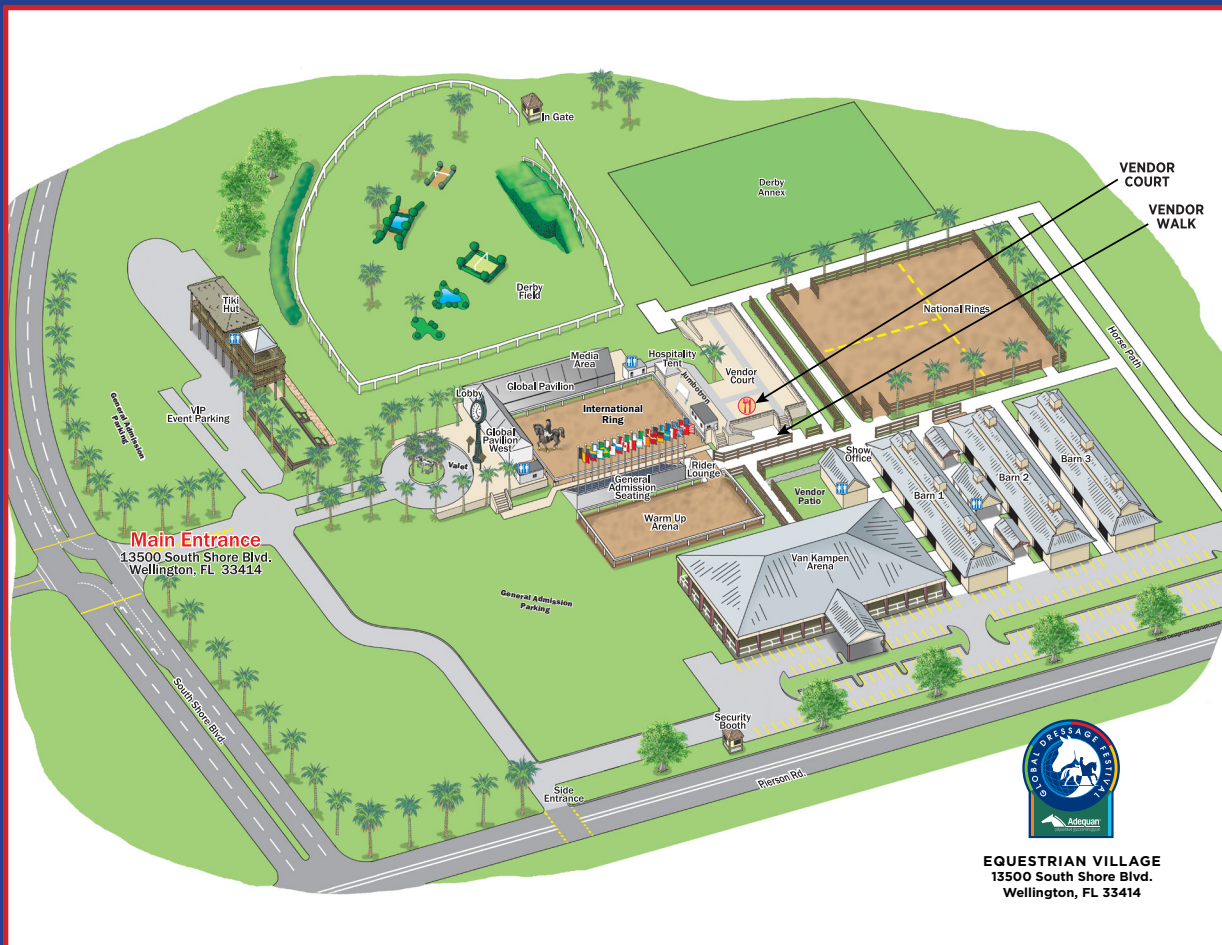 In Gate
VENDOR
COURT
VENDOR
WALK
Derby
Annex
Tiki
Hut
Derby
Field
National Rings
Horse Path
Media
Area
Hospitality
Tent
Global Pavilion
Jumbotron
Vendor
Court
Lobby
International
Ring
General Admission
Parking
VIP
Event Parking
Global
Pavilion
West
Valet
General
Admission
Seating
Rider
Lounge
Show
Office
Barn 1
Barn 2
Barn 3
Vendor
Patio
Warm Up
Arena
Main Entrance
13500 South Shore Blvd.
Wellington, FL 33414
Van Kampen
Arena
General Admission
Parking
South Shore Blvd.
Security
Booth
Side
Entrance
Pierson Rd.
GLOBAL DRESSAGE FESTIVAL
Adequan
EQUESTRIAN VILLAGE
13500 South Shore Blvd.
Wellington, FL 33414